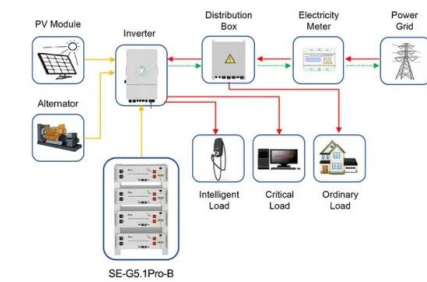 PV Module
Inverter
Distribution
Box
Electricity
Meter
Power
Grid
Alternator
Intelligent
Load
Critical
Load
Ordinary
Load
SE-G5.1Pro-B